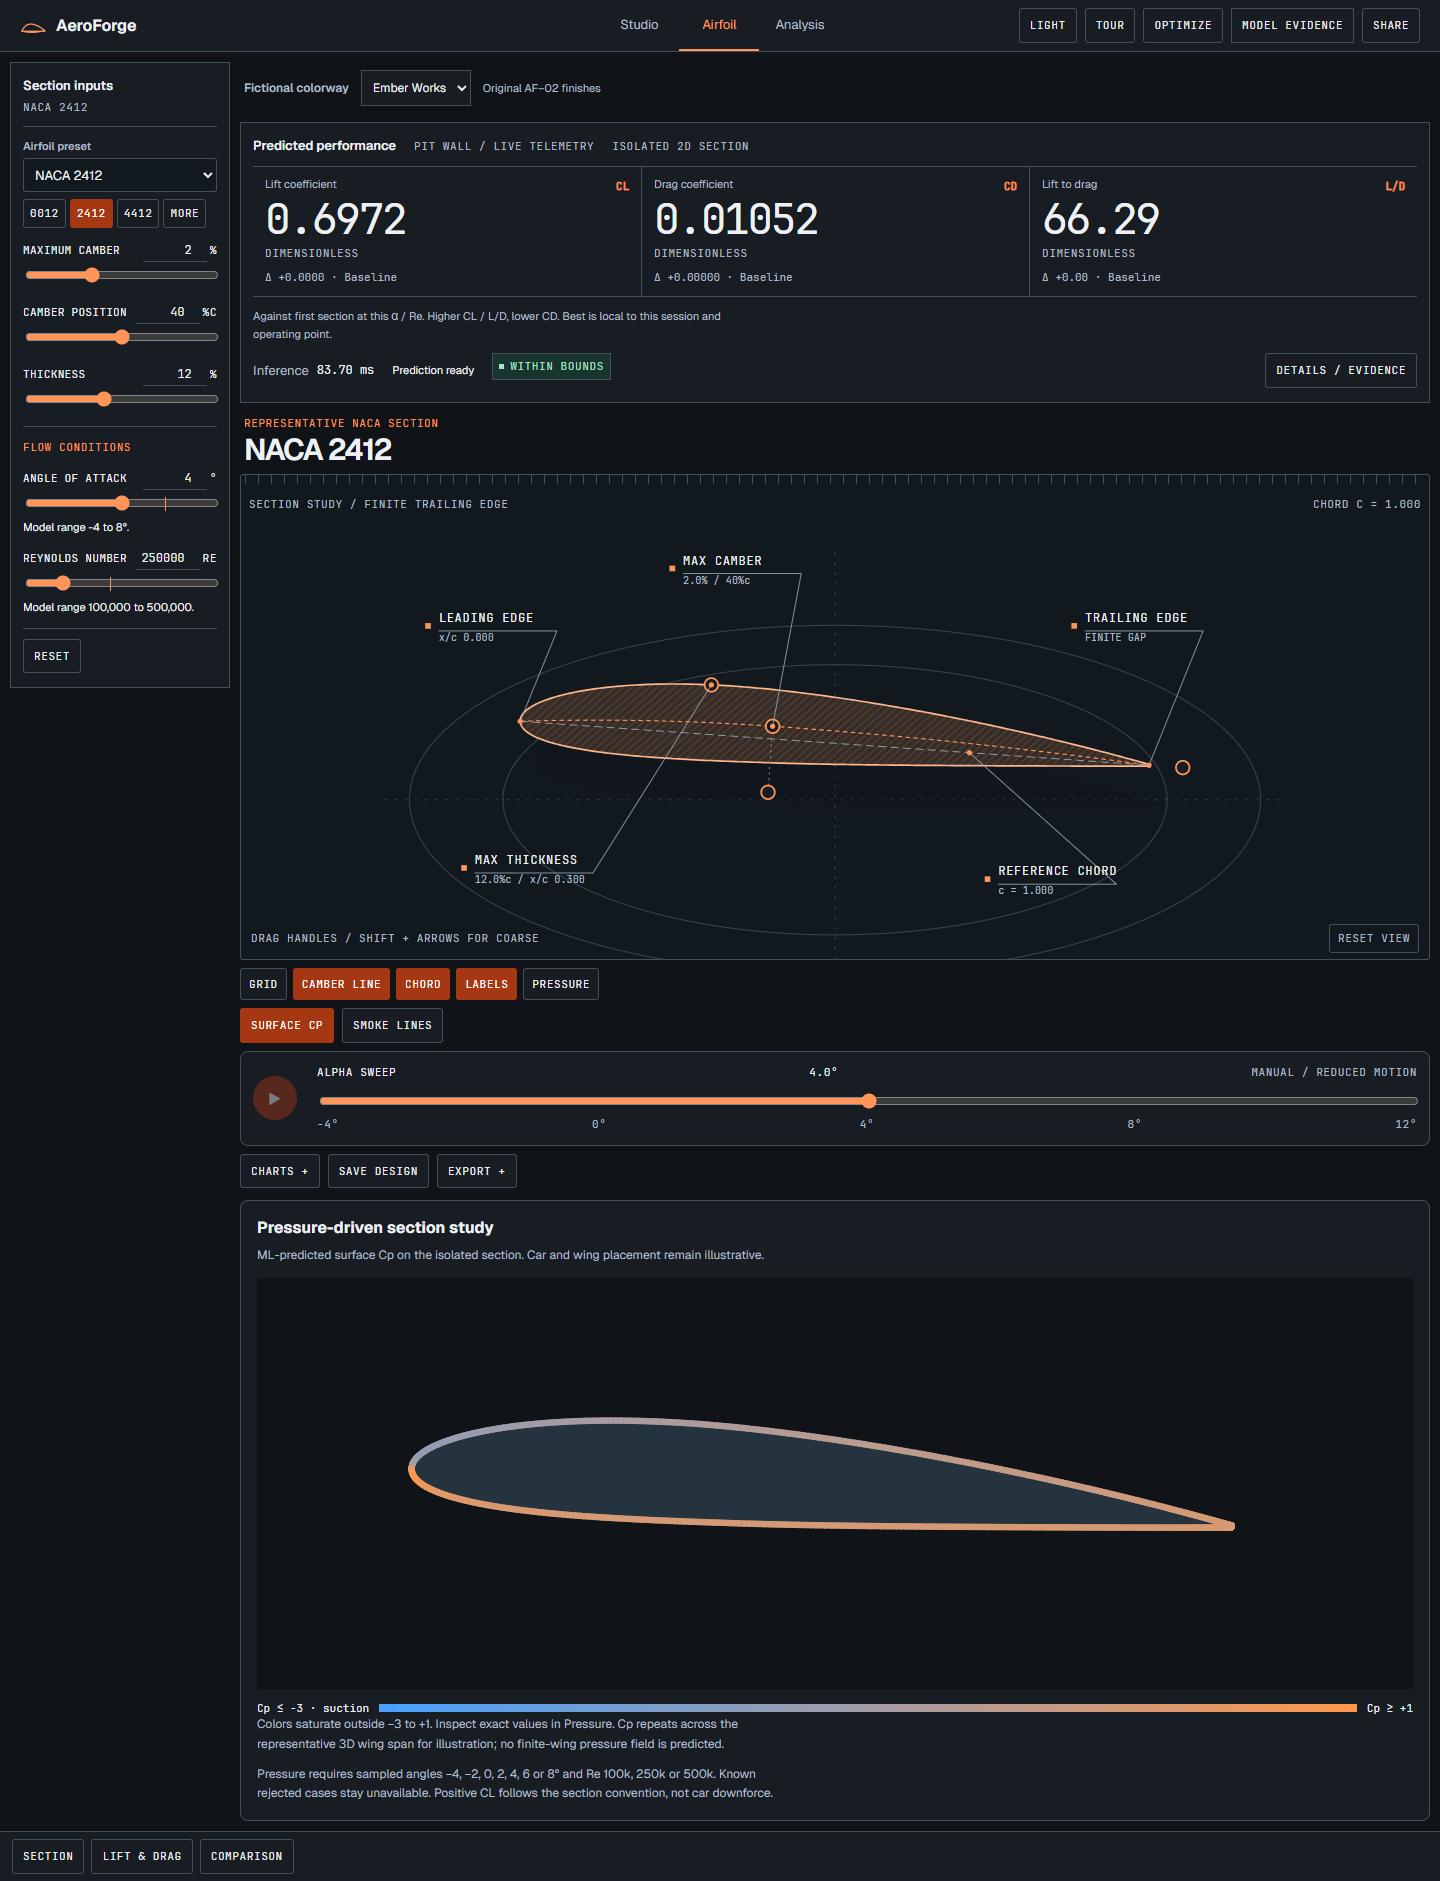 AeroForge
Studio
Airfoil
Analysis
LIGHT
TOUR
OPTIMIZE
MODEL EVIDENCE
SHARE
Section inputs
NACA 2412
Airfoil preset
NACA 2412
0012
2412
4412
MORE
MAXIMUM CAMBER 2 %
CAMBER POSITION 40 %C
THICKNESS 12 %
FLOW CONDITIONS
ANGLE OF ATTACK 4 °
Model range -4 to 8°.
REYNOLDS NUMBER 250000 RE
Model range 100,000 to 500,000.
RESET
Fictional colorway
Ember Works
Original AF-02 finishes
Predicted performance PIT WALL / LIVE TELEMETRY ISOLATED 2D SECTION
Lift coefficient CL
0.6972
DIMENSIONLESS
Δ +0.0000 · Baseline
Drag coefficient CD
0.01052
DIMENSIONLESS
Δ +0.00000 · Baseline
Lift to drag L/D
66.29
DIMENSIONLESS
Δ +0.00 · Baseline
Against first section at this α / Re. Higher CL / L/D, lower CD. Best is local to this session and
operating point.
Inference 83.70 ms Prediction ready WITHIN BOUNDS
DETAILS / EVIDENCE
REPRESENTATIVE NACA SECTION
NACA 2412
SECTION STUDY / FINITE TRAILING EDGE
CHORD C = 1.000
MAX CAMBER
2.0% / 40%c
LEADING EDGE
x/c 0.000
TRAILING EDGE
FINITE GAP
MAX THICKNESS
12.0%c / x/c 0.300
REFERENCE CHORD
c = 1.000
DRAG HANDLES / SHIFT + ARROWS FOR COARSE
RESET VIEW
GRID
CAMBER LINE
CHORD
LABELS
PRESSURE
SURFACE CP
SMOKE LINES
ALPHA SWEEP
4.0°
MANUAL / REDUCED MOTION
-4°
0°
4°
8°
12°
CHARTS +
SAVE DESIGN
EXPORT +
Pressure-driven section study
ML-predicted surface Cp on the isolated section. Car and wing placement remain illustrative.
Cp ≤ -3 · suction
Cp ≥ +1
Colors saturate outside −3 to +1. Inspect exact values in Pressure. Cp repeats across the
representative 3D wing span for illustration; no finite-wing pressure field is predicted.
Pressure requires sampled angles −4, −2, 0, 2, 4, 6 or 8° and Re 100k, 250k or 500k. Known
rejected cases stay unavailable. Positive CL follows the section convention, not car downforce.
SECTION
LIFT & DRAG
COMPARISON